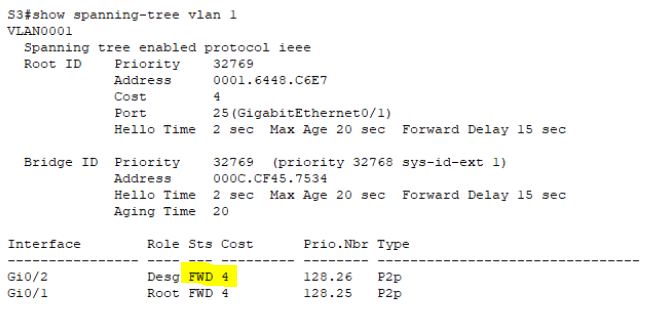 S3#show spanning-tree vlan 1
VLAN0001
Spanning tree enabled protocol ieee
Root ID Priority 32769
Address 0001.6448.C6E7
Cost 4
Port 25(GigabitEthernet0/1)
Hello Time 2 sec Max Age 20 sec Forward Delay 15 sec
Bridge ID Priority 32769 (priority 32768 sys-id-ext 1)
Address 000C.CF45.7534
Hello Time 2 sec Max Age 20 sec Forward Delay 15 sec
Aging Time 20
Interface Role Sts Cost Prio.Nbr Type
---------------- ---- --- --------- -------- --------------------------------
Gi0/2 Desg FWD 4 128.26 P2p
Gi0/1 Root FWD 4 128.25 P2p